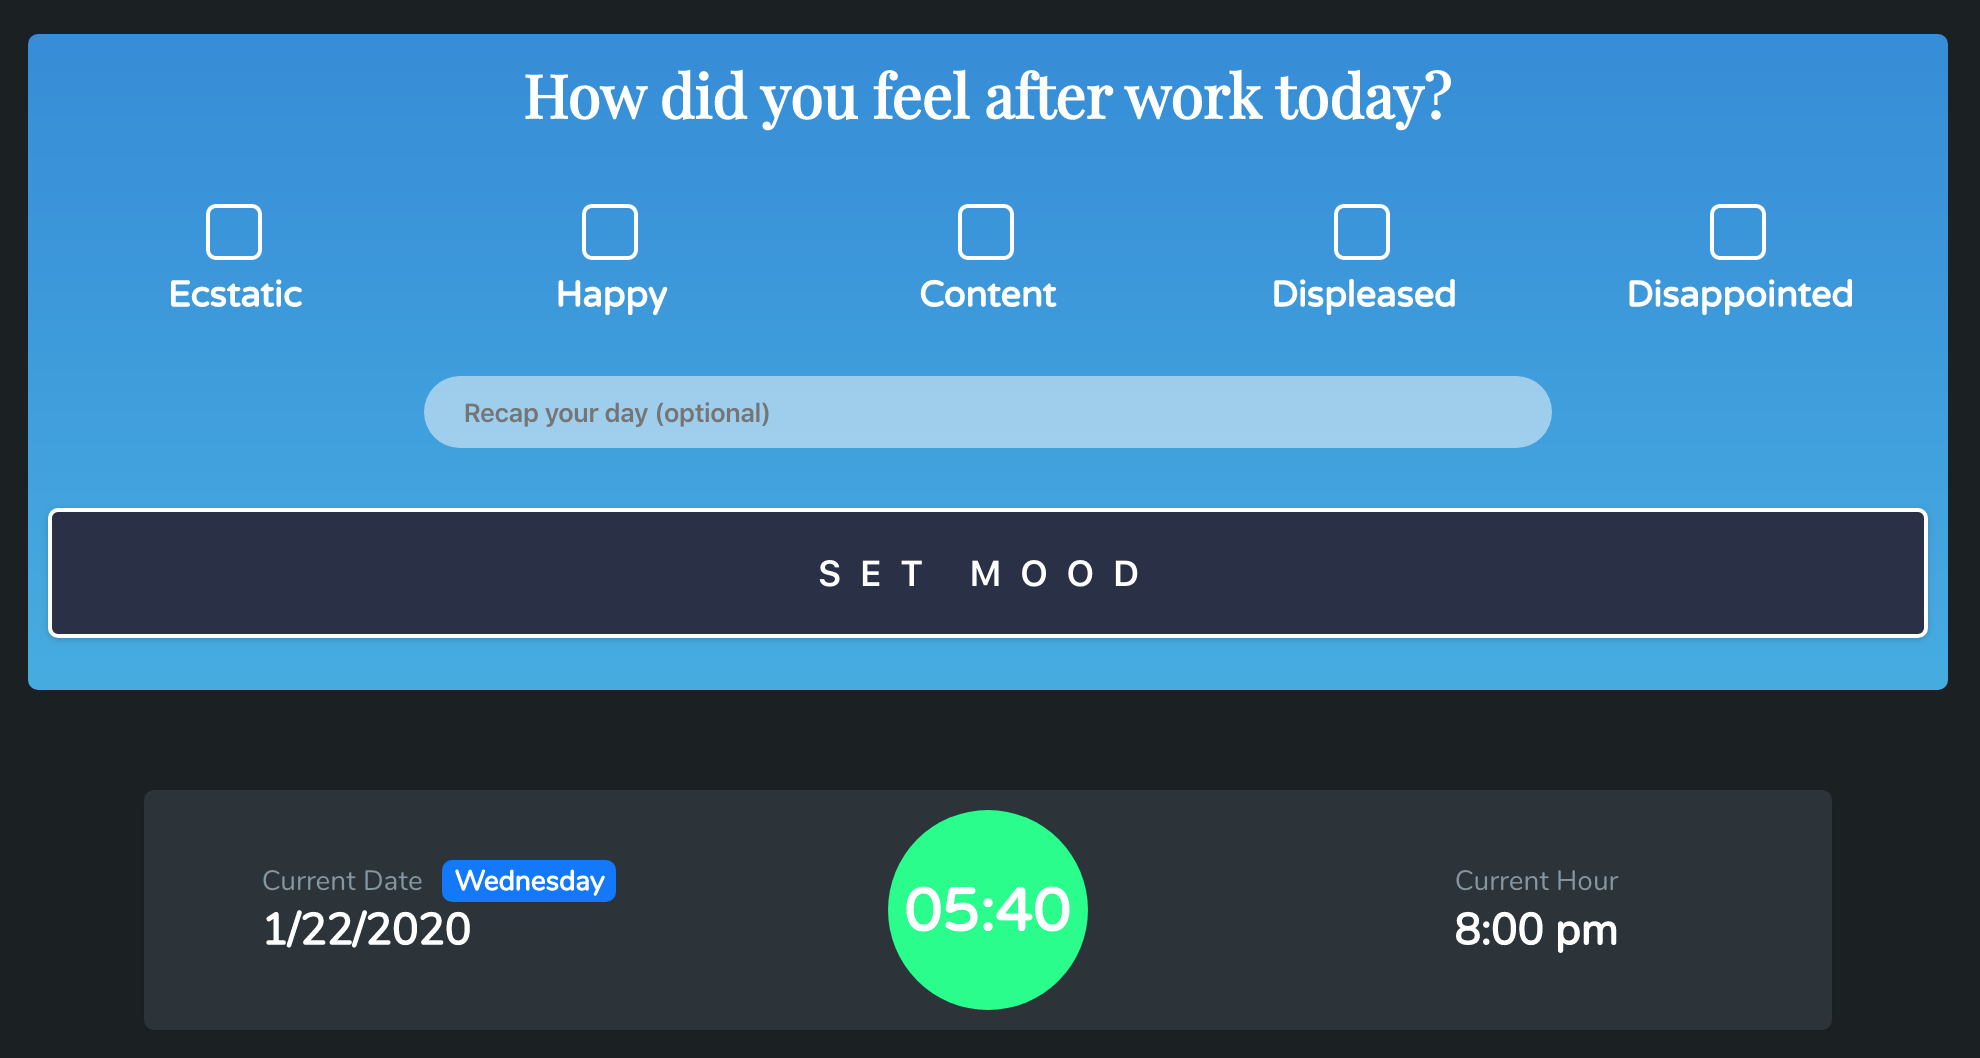 How did you feel after work today?
Ecstatic Happy Content Displeased Disappointed
Recap your day (optional)
SET MOOD
Current Date Wednesday
1/22/2020
05:40
Current Hour
8:00 pm